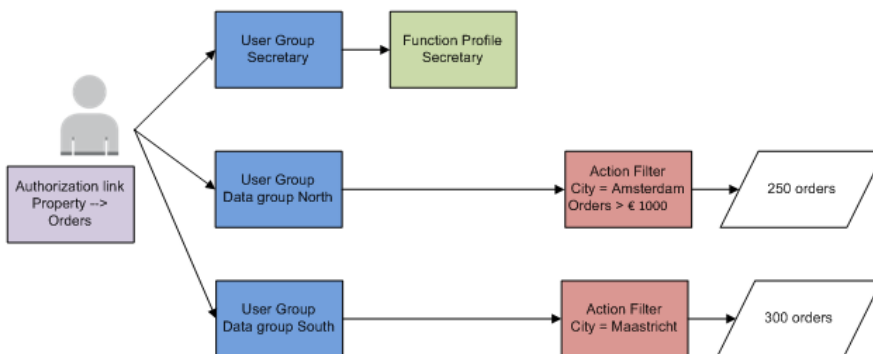 User Group
Secretary
Function Profile
Secretary
Authorization link
Property -->
Orders
User Group
Data group North
Action Filter
City = Amsterdam
Orders > € 1000
250 orders
User Group
Data group South
Action Filter
City = Maastricht
300 orders